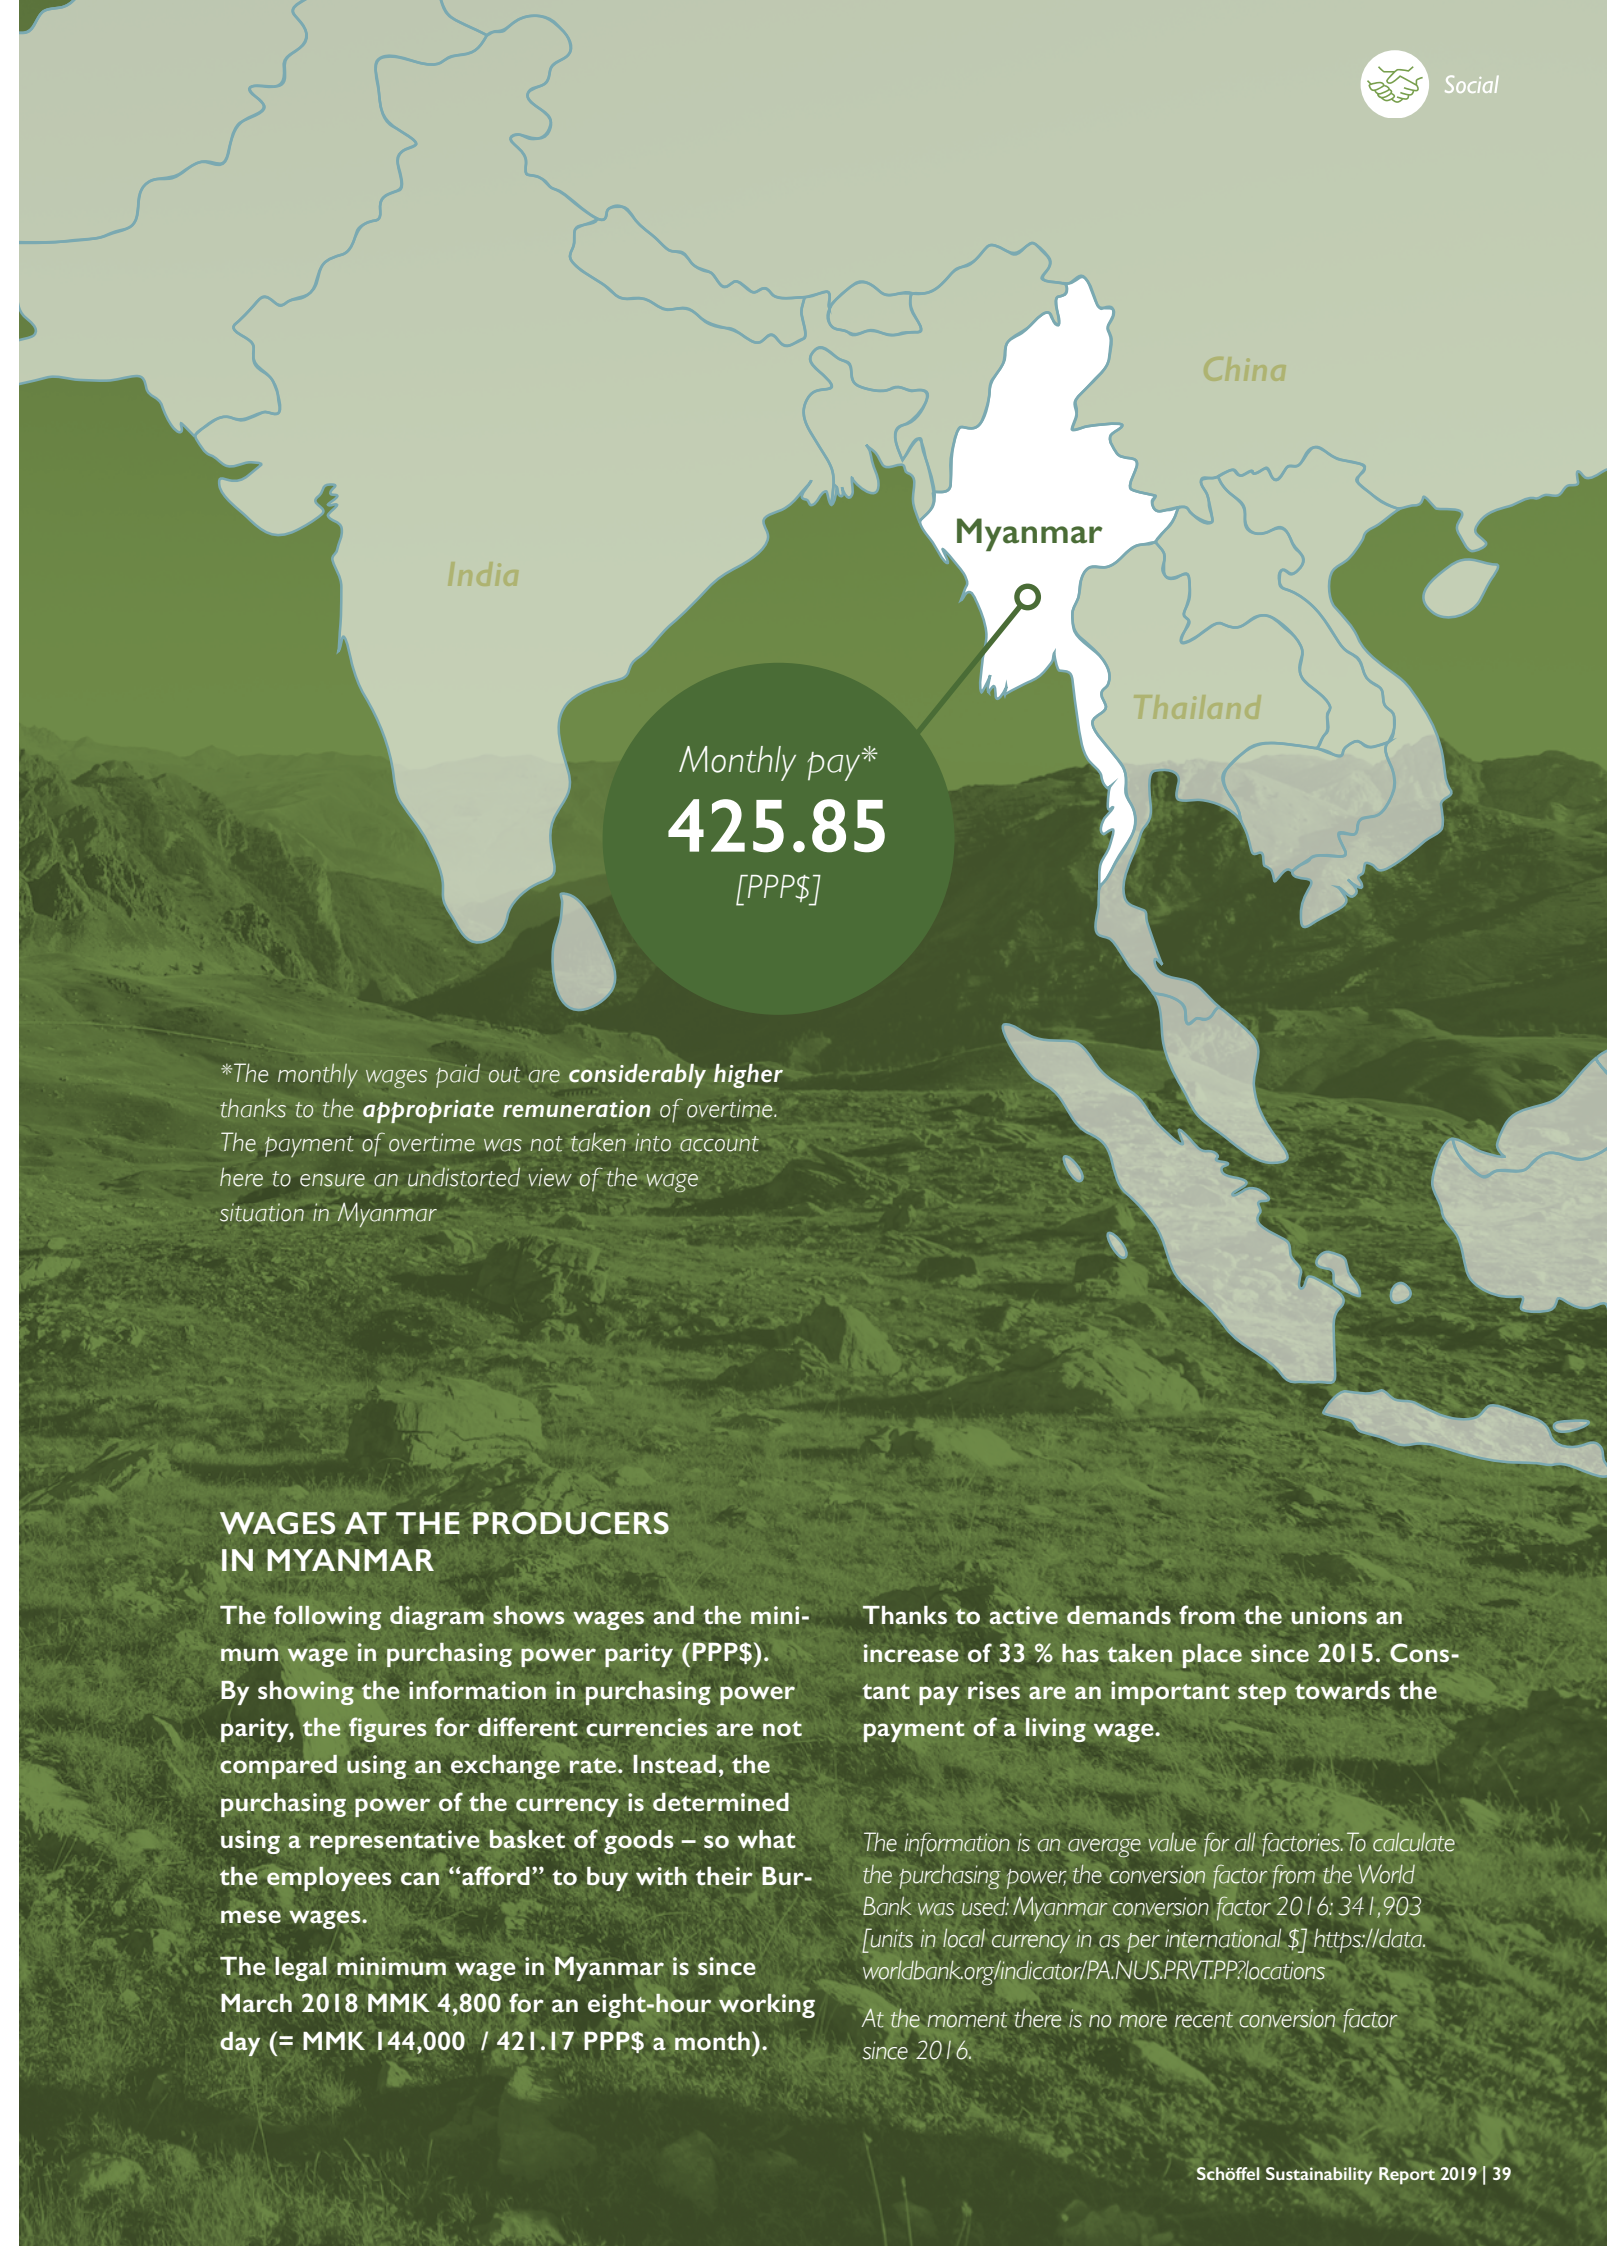 Social
China
Myanmar
India
Thailand
Monthly pay*
425.85
[PPP$]
*The monthly wages paid out are considerably higher
thanks to the appropriate remuneration of overtime.
The payment of overtime was not taken into account
here to ensure an undistorted view of the wage
situation in Myanmar
WAGES AT THE PRODUCERS
IN MYANMAR
The following diagram shows wages and the mini-
mum wage in purchasing power parity (PPP$).
By showing the information in purchasing power
parity, the figures for different currencies are not
compared using an exchange rate. Instead, the
purchasing power of the currency is determined
using a representative basket of goods – so what
the employees can “afford” to buy with their Bur-
mese wages.
The legal minimum wage in Myanmar is since
March 2018 MMK 4,800 for an eight-hour working
day (= MMK 144,000 / 421.17 PPP$ a month).
Thanks to active demands from the unions an
increase of 33 % has taken place since 2015. Cons-
tant pay rises are an important step towards the
payment of a living wage.
The information is an average value for all factories. To calculate
the purchasing power, the conversion factor from the World
Bank was used: Myanmar conversion factor 2016: 341,903
[units in local currency in as per international $] https://data.
worldbank.org/indicator/PA.NUS.PRVT.PP?locations
At the moment there is no more recent conversion factor
since 2016.
Schöffel Sustainability Report 2019 | 39